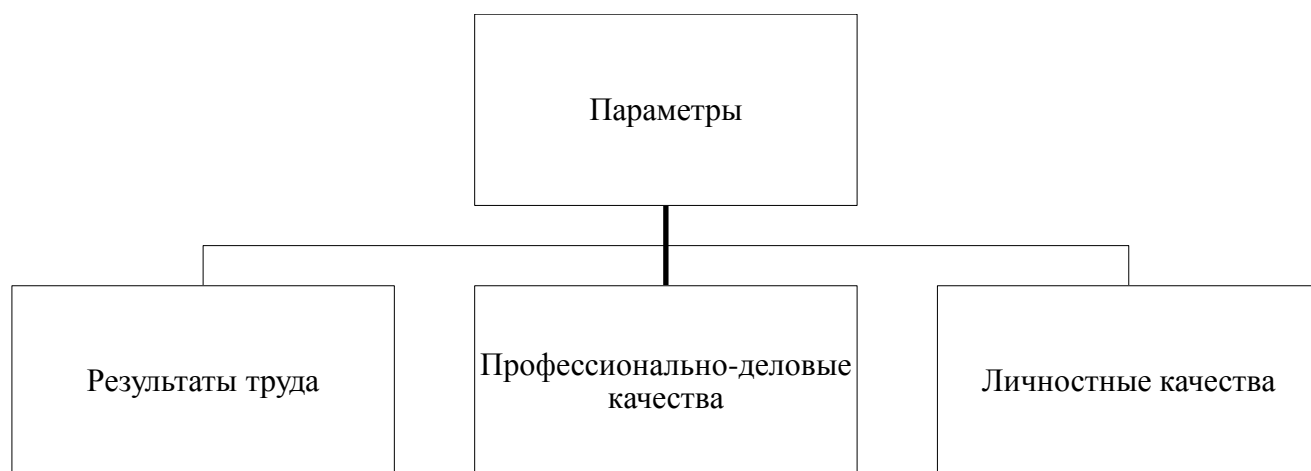 Параметры
Результаты труда
Профессионально-деловые
качества
Личностные качества